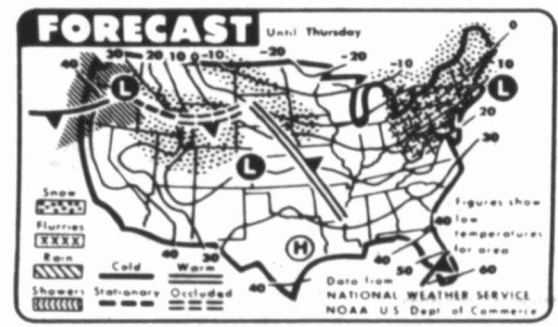 FORECAST Until Thursday
40 30 20 10 0 -10 -20 -20 -10 0
10
L L
20
30
L
Snow
Flurries
XXXX
Rain
Showers
Cold Warm
Stationary Occluded
40 30
H
40
40 Figures show
low
temperatures
for area
40
50
60
Data from
NATIONAL WEATHER SERVICE
NOAA US Dept of Commerce